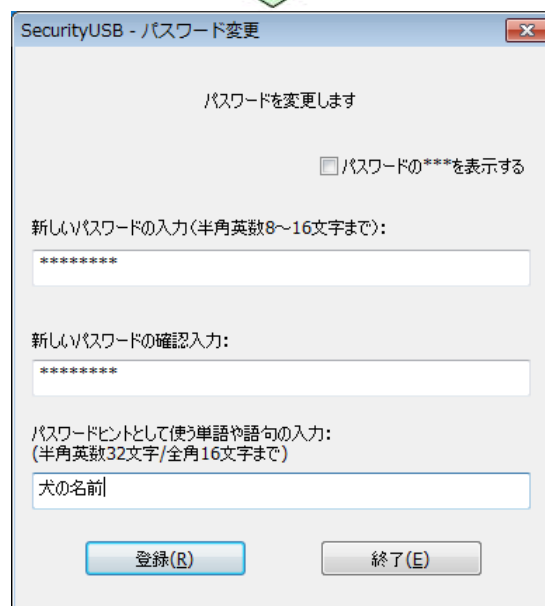 SecurityUSB - パスワード変更
パスワードを変更します
パスワードの***を表示する
新しいパスワードの入力(半角英数8～16文字まで):
********
新しいパスワードの確認入力:
********
パスワードヒントとして使う単語や語句の入力:
(半角英数32文字/全角16文字まで)
犬の名前
登録(R)
終了(E)